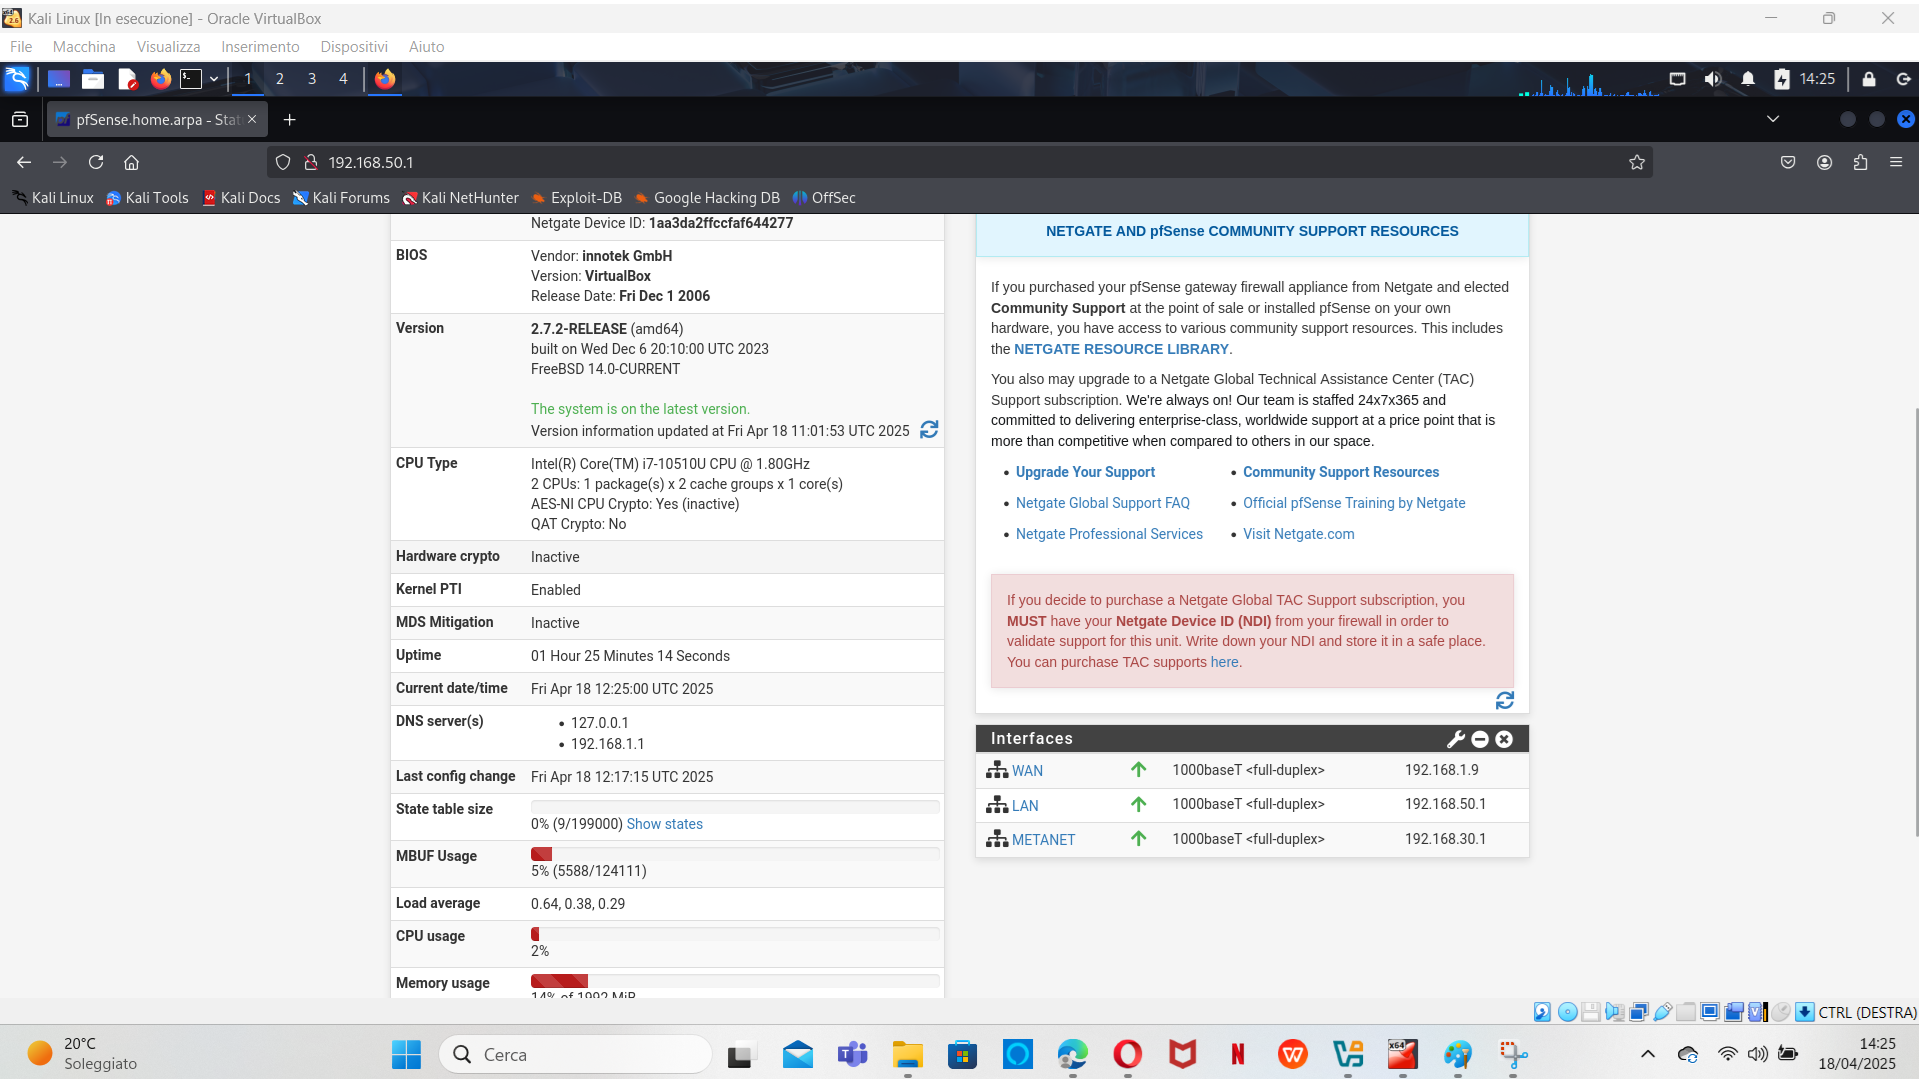 Kali Linux [In esecuzione] - Oracle VirtualBox
File Macchina Visualizza Inserimento Dispositivi Aiuto
1 2 3 4 14:25
pfSense.home.arpa - Stat
192.168.50.1
Kali Linux Kali Tools Kali Docs Kali Forums Kali NetHunter Exploit-DB Google Hacking DB OffSec
Netgate Device ID: 1aa3da2ffccfaf644277
BIOS
Vendor: innotek GmbH
Version: VirtualBox
Release Date: Fri Dec 1 2006
Version
2.7.2-RELEASE (amd64)
built on Wed Dec 6 20:10:00 UTC 2023
FreeBSD 14.0-CURRENT
The system is on the latest version.
Version information updated at Fri Apr 18 11:01:53 UTC 2025
CPU Type
Intel(R) Core(TM) i7-10510U CPU @ 1.80GHz
2 CPUs: 1 package(s) x 2 cache groups x 1 core(s)
AES-NI CPU Crypto: Yes (inactive)
QAT Crypto: No
Hardware crypto Inactive
Kernel PTI Enabled
MDS Mitigation Inactive
Uptime 01 Hour 25 Minutes 14 Seconds
Current date/time Fri Apr 18 12:25:00 UTC 2025
DNS server(s)
• 127.0.0.1
• 192.168.1.1
Last config change Fri Apr 18 12:17:15 UTC 2025
State table size
0% (9/199000) Show states
MBUF Usage
5% (5588/124111)
Load average 0.64, 0.38, 0.29
CPU usage
2%
Memory usage
14% of 1992 MiB
NETGATE AND pfSense COMMUNITY SUPPORT RESOURCES
If you purchased your pfSense gateway firewall appliance from Netgate and elected
Community Support at the point of sale or installed pfSense on your own
hardware, you have access to various community support resources. This includes
the NETGATE RESOURCE LIBRARY.
You also may upgrade to a Netgate Global Technical Assistance Center (TAC)
Support subscription. We're always on! Our team is staffed 24x7x365 and
committed to delivering enterprise-class, worldwide support at a price point that is
more than competitive when compared to others in our space.
• Upgrade Your Support • Community Support Resources
• Netgate Global Support FAQ • Official pfSense Training by Netgate
• Netgate Professional Services • Visit Netgate.com
If you decide to purchase a Netgate Global TAC Support subscription, you
MUST have your Netgate Device ID (NDI) from your firewall in order to
validate support for this unit. Write down your NDI and store it in a safe place.
You can purchase TAC supports here.
Interfaces
WAN 1000baseT <full-duplex> 192.168.1.9
LAN 1000baseT <full-duplex> 192.168.50.1
METANET 1000baseT <full-duplex> 192.168.30.1
CTRL (DESTRA)
20°C
Soleggiato
Cerca
14:25
18/04/2025